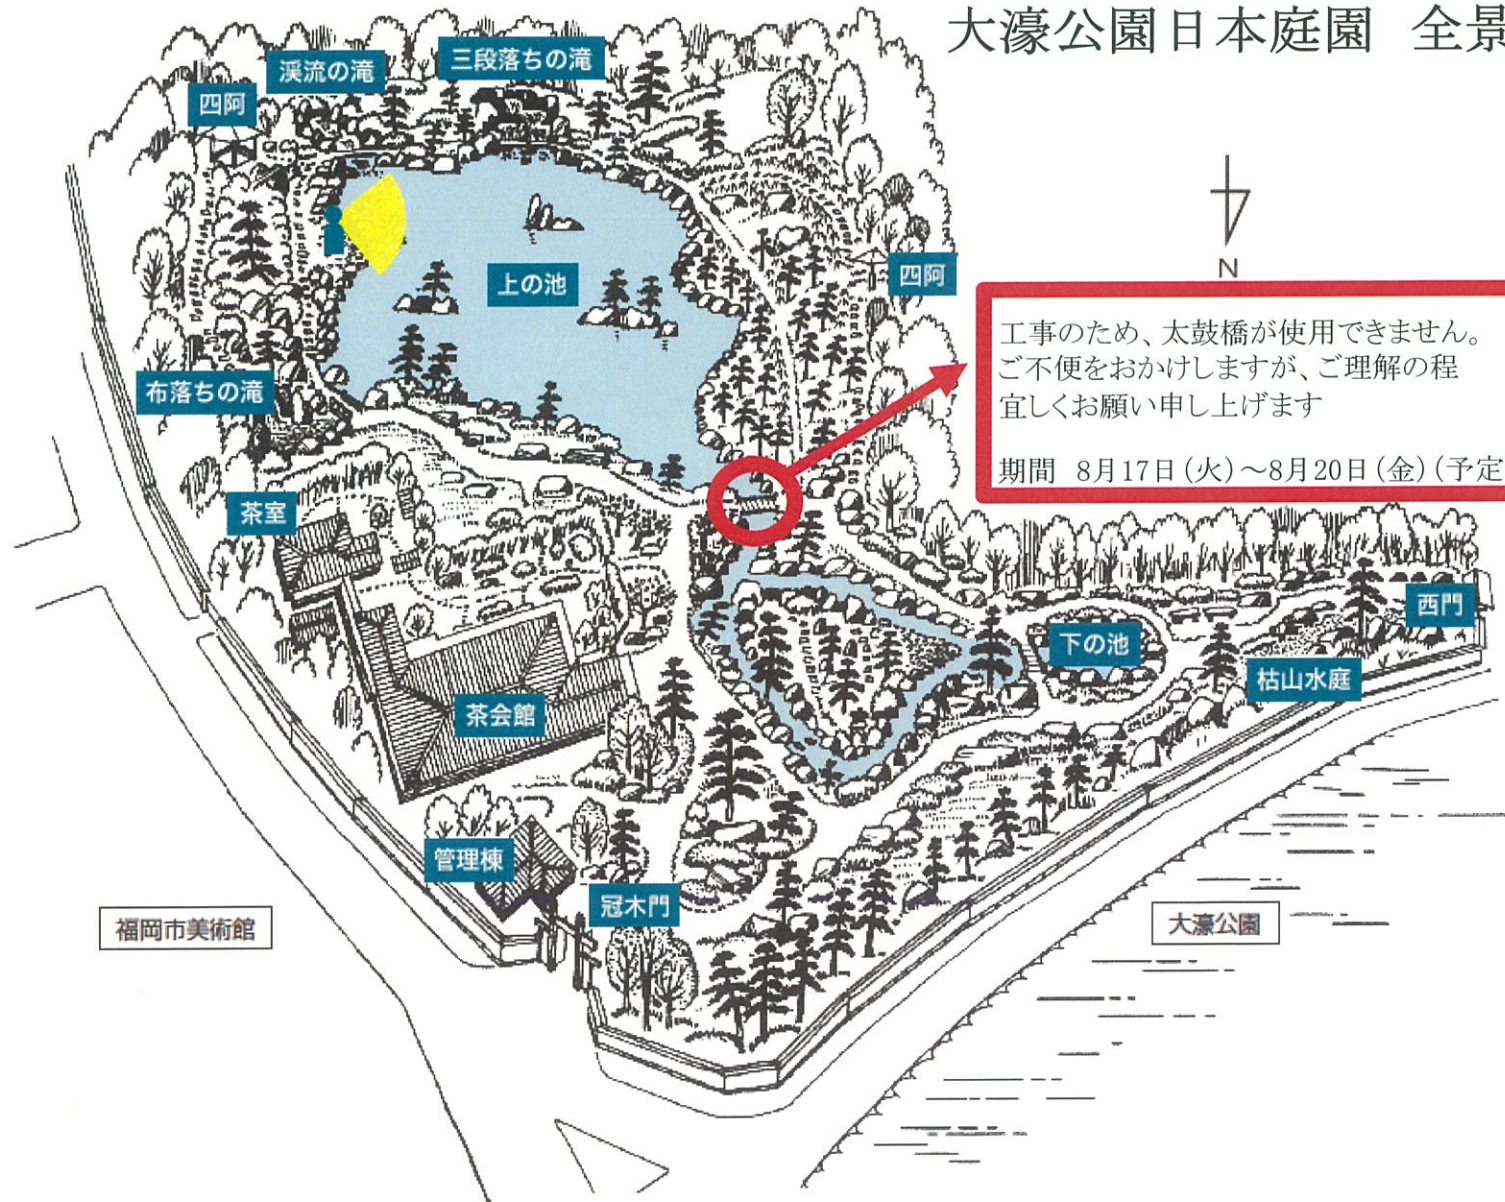 大濠公園日本庭園 全景
渓流の滝
三段落ちの滝
四阿
四阿
上の池
N
工事のため、太鼓橋が使用できません。
ご不便をおかけしますが、ご理解の程
宜しくお願い申し上げます
期間 8月17日(火)～8月20日(金)(予定
布落ちの滝
茶室
西門
下の池
枯山水庭
茶会館
管理棟
冠木門
福岡市美術館
大濠公園